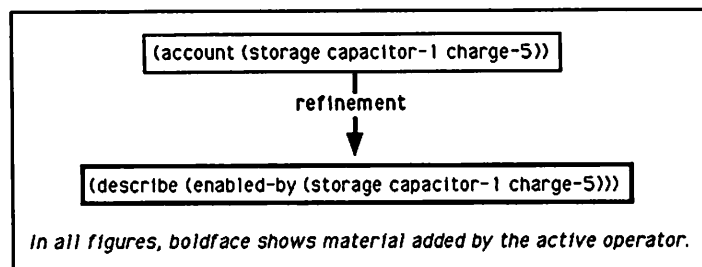 (account (storage capacitor-1 charge-5))
refinement
(describe (enabled-by (storage capacitor-1 charge-5)))
In all figures, boldface shows material added by the active operator.